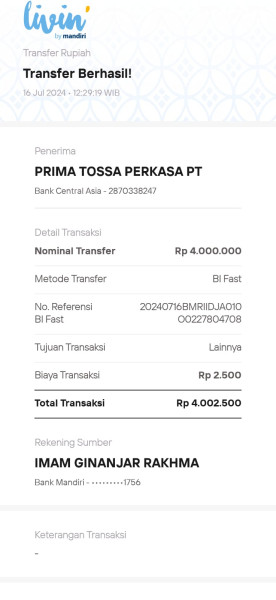 livin'
by mandiri
Transfer Rupiah
Transfer Berhasil!
16 Jul 2024 • 12:29:19 WIB
Penerima
PRIMA TOSSA PERKASA PT
Bank Central Asia - 2870338247
Detail Transaksi
Nominal Transfer Rp 4.000.000
Metode Transfer BI Fast
No. Referensi 20240716BMRIIDJA010
BI Fast O0227804708
Tujuan Transaksi Lainnya
Biaya Transaksi Rp 2.500
Total Transaksi Rp 4.002.500
Rekening Sumber
IMAM GINANJAR RAKHMA
Bank Mandiri - •••••••••1756
Keterangan Transaksi
-